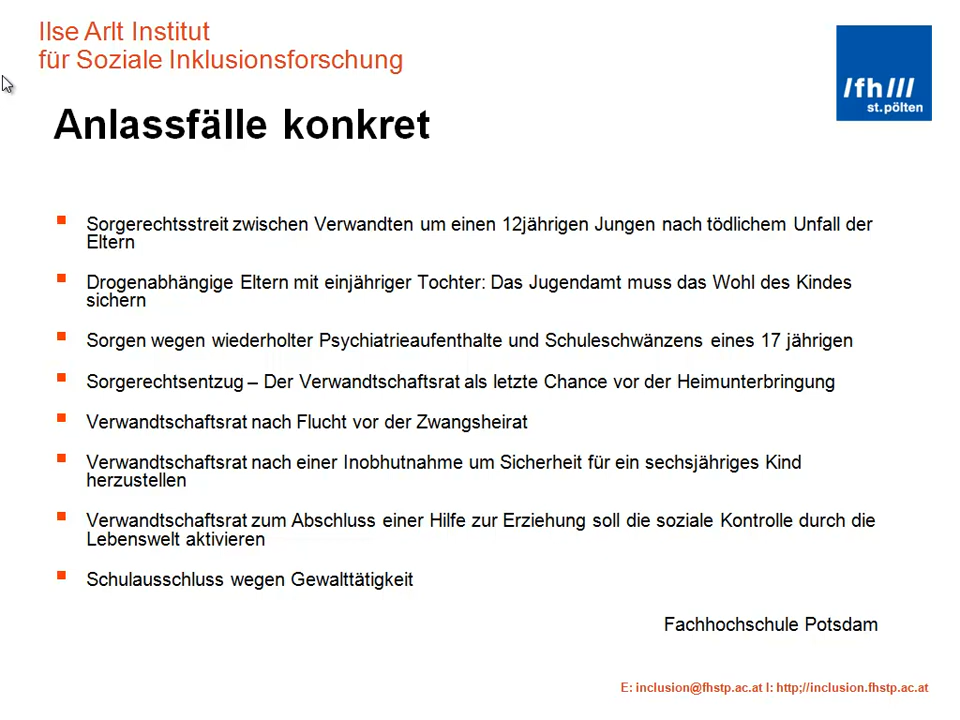 Ilse Arlt Institut
für Soziale Inklusionsforschung
/fh///
st.pölten
Anlassfälle konkret
Sorgerechtsstreit zwischen Verwandten um einen 12jährigen Jungen nach tödlichem Unfall der
Eltern
Drogenabhängige Eltern mit einjähriger Tochter: Das Jugendamt muss das Wohl des Kindes
sichern
Sorgen wegen wiederholter Psychiatrieaufenthalte und Schuleschwänzens eines 17 jährigen
Sorgerechtsentzug – Der Verwandtschaftsrat als letzte Chance vor der Heimunterbringung
Verwandtschaftsrat nach Flucht vor der Zwangsheirat
Verwandtschaftsrat nach einer Inobhutnahme um Sicherheit für ein sechsjähriges Kind
herzustellen
Verwandtschaftsrat zum Abschluss einer Hilfe zur Erziehung soll die soziale Kontrolle durch die
Lebenswelt aktivieren
Schulausschluss wegen Gewalttätigkeit
Fachhochschule Potsdam
E: inclusion@fhstp.ac.at I: http;//inclusion.fhstp.ac.at